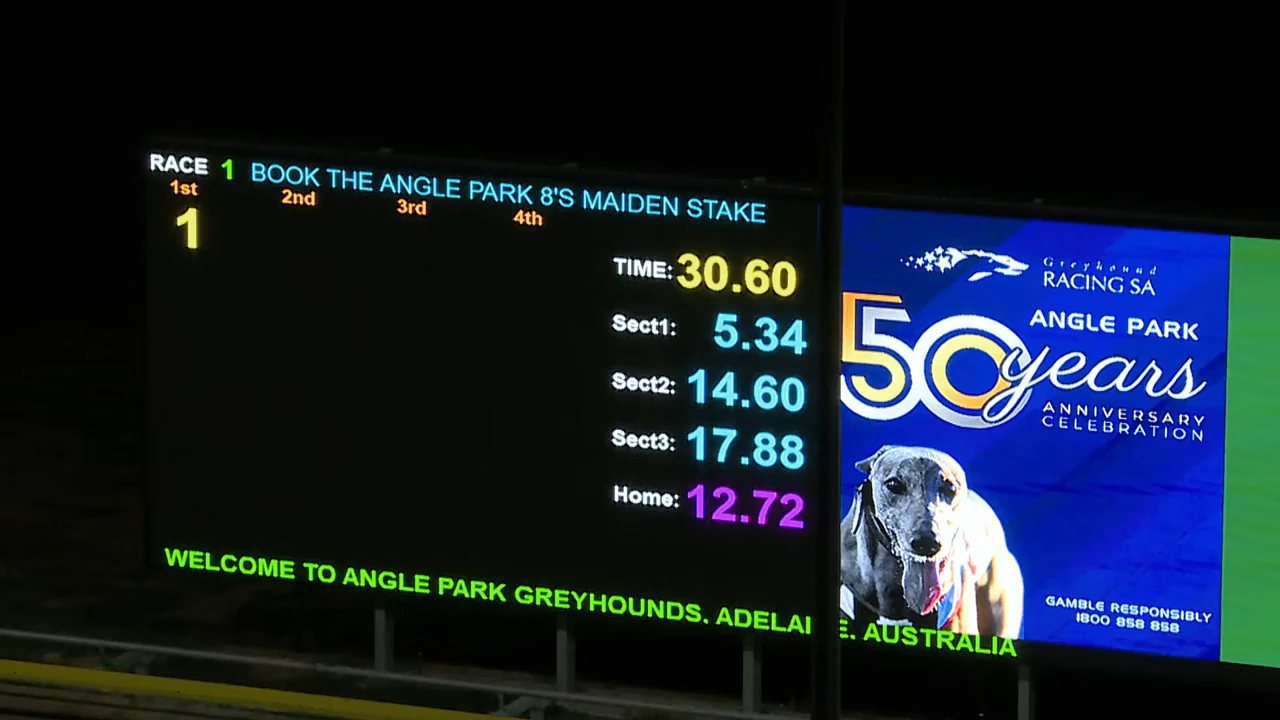 RACE 1 BOOK THE ANGLE PARK 8'S MAIDEN STAKE
1st 2nd 3rd 4th
1
TIME: 30.60
Sect1: 5.34
Sect2: 14.60
Sect3: 17.88
Home: 12.72
WELCOME TO ANGLE PARK GREYHOUNDS. ADELAI E. AUSTRALIA
Greyhound
RACING SA
ANGLE PARK
50 years
ANNIVERSARY
CELEBRATION
GAMBLE RESPONSIBLY
1800 858 858